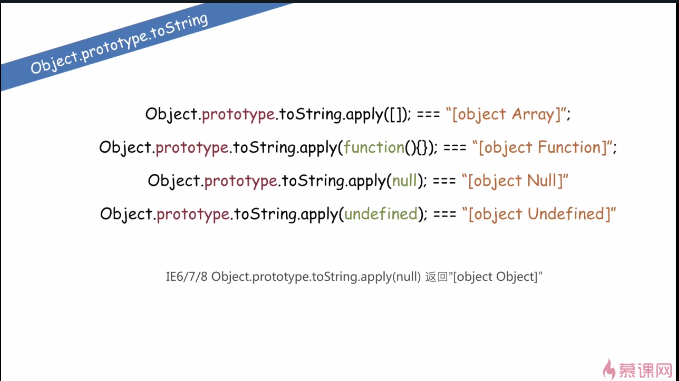 Object.prototype.toString
Object.prototype.toString.apply([]); === “[object Array]”;
Object.prototype.toString.apply(function(){}); === “[object Function]”;
Object.prototype.toString.apply(null); === “[object Null]”
Object.prototype.toString.apply(undefined); === “[object Undefined]”
IE6/7/8 Object.prototype.toString.apply(null) 返回”[object Object]”
慕课网